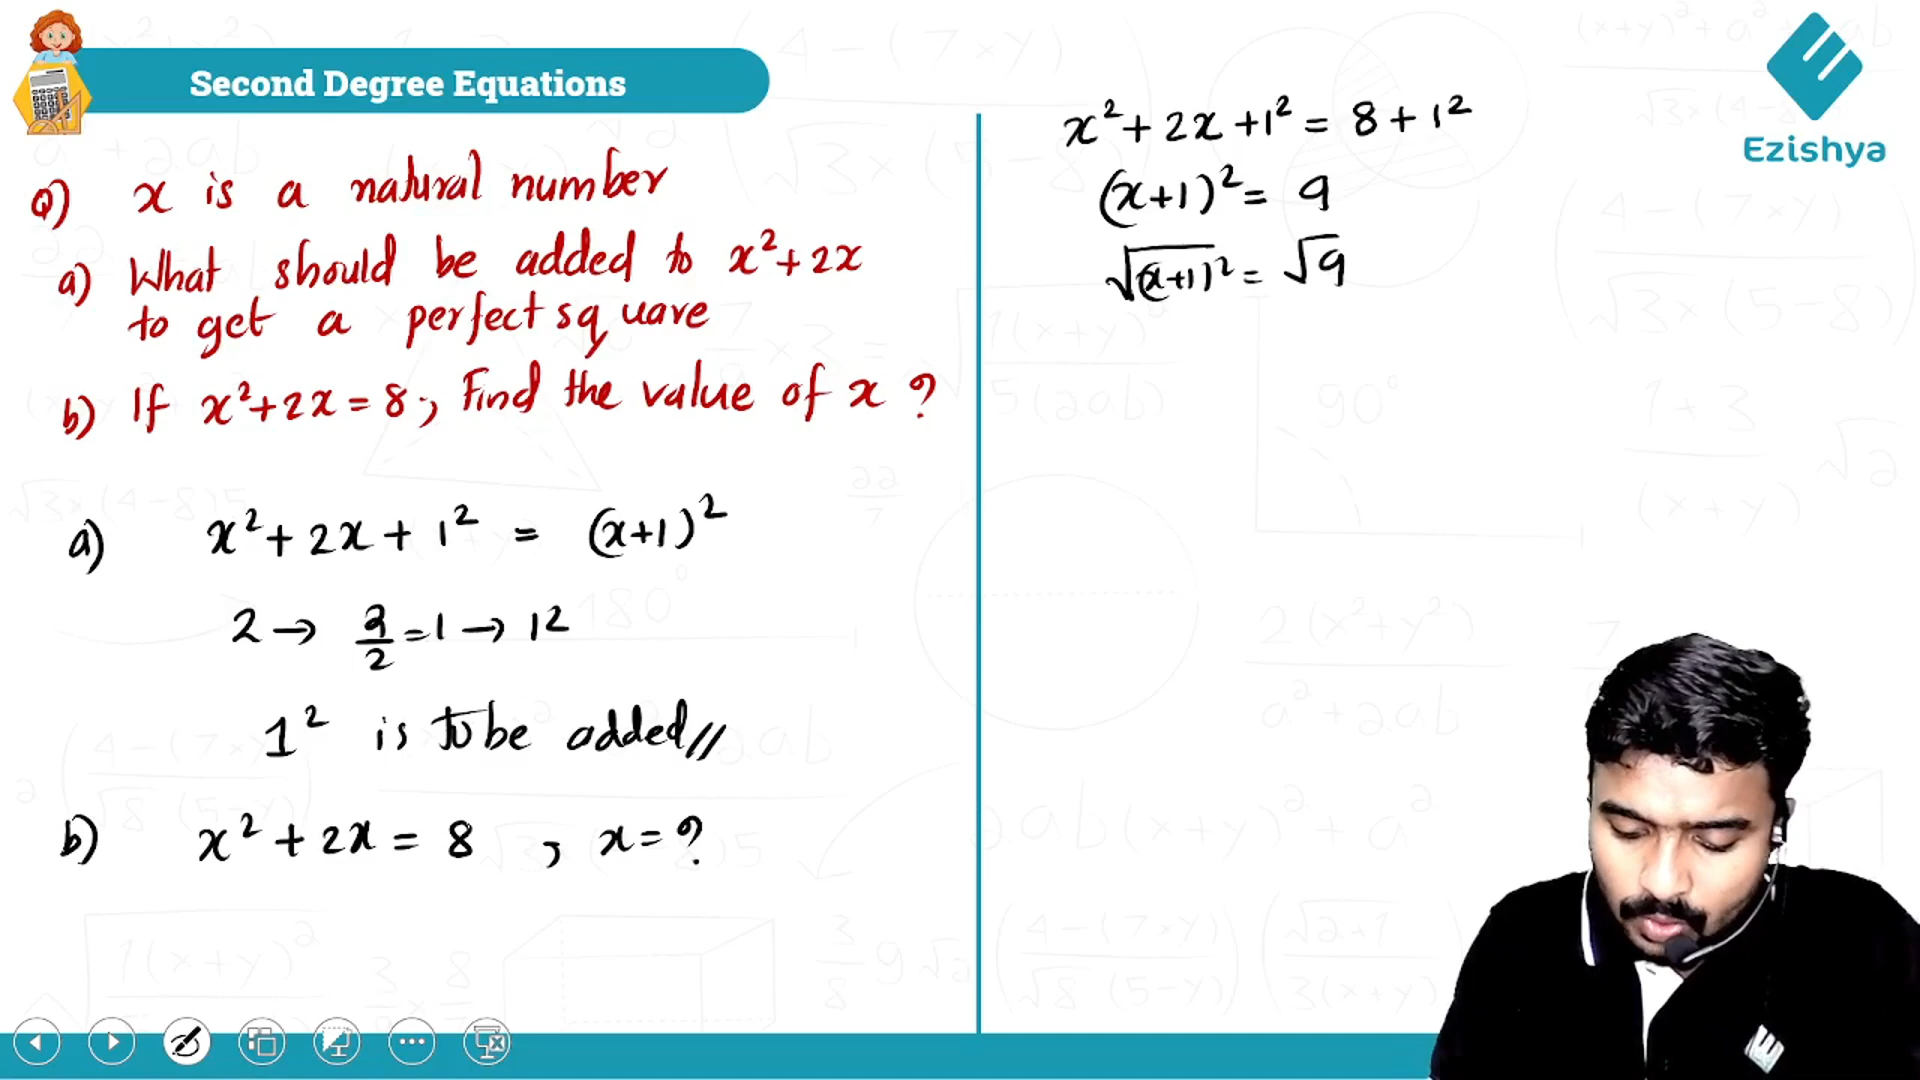 Second Degree Equations
Q) x is a natural number
a) What should be added to x²+2x
to get a perfect square
b) If x²+2x=8, Find the value of x ?
a) x²+2x+1² = (x+1)²
2 → 2/2=1 → 1²
1² is to be added//
b) x²+2x = 8 , x=?
x²+2x+1² = 8+1²
(x+1)² = 9
√(x+1)² = √9
Ezishya